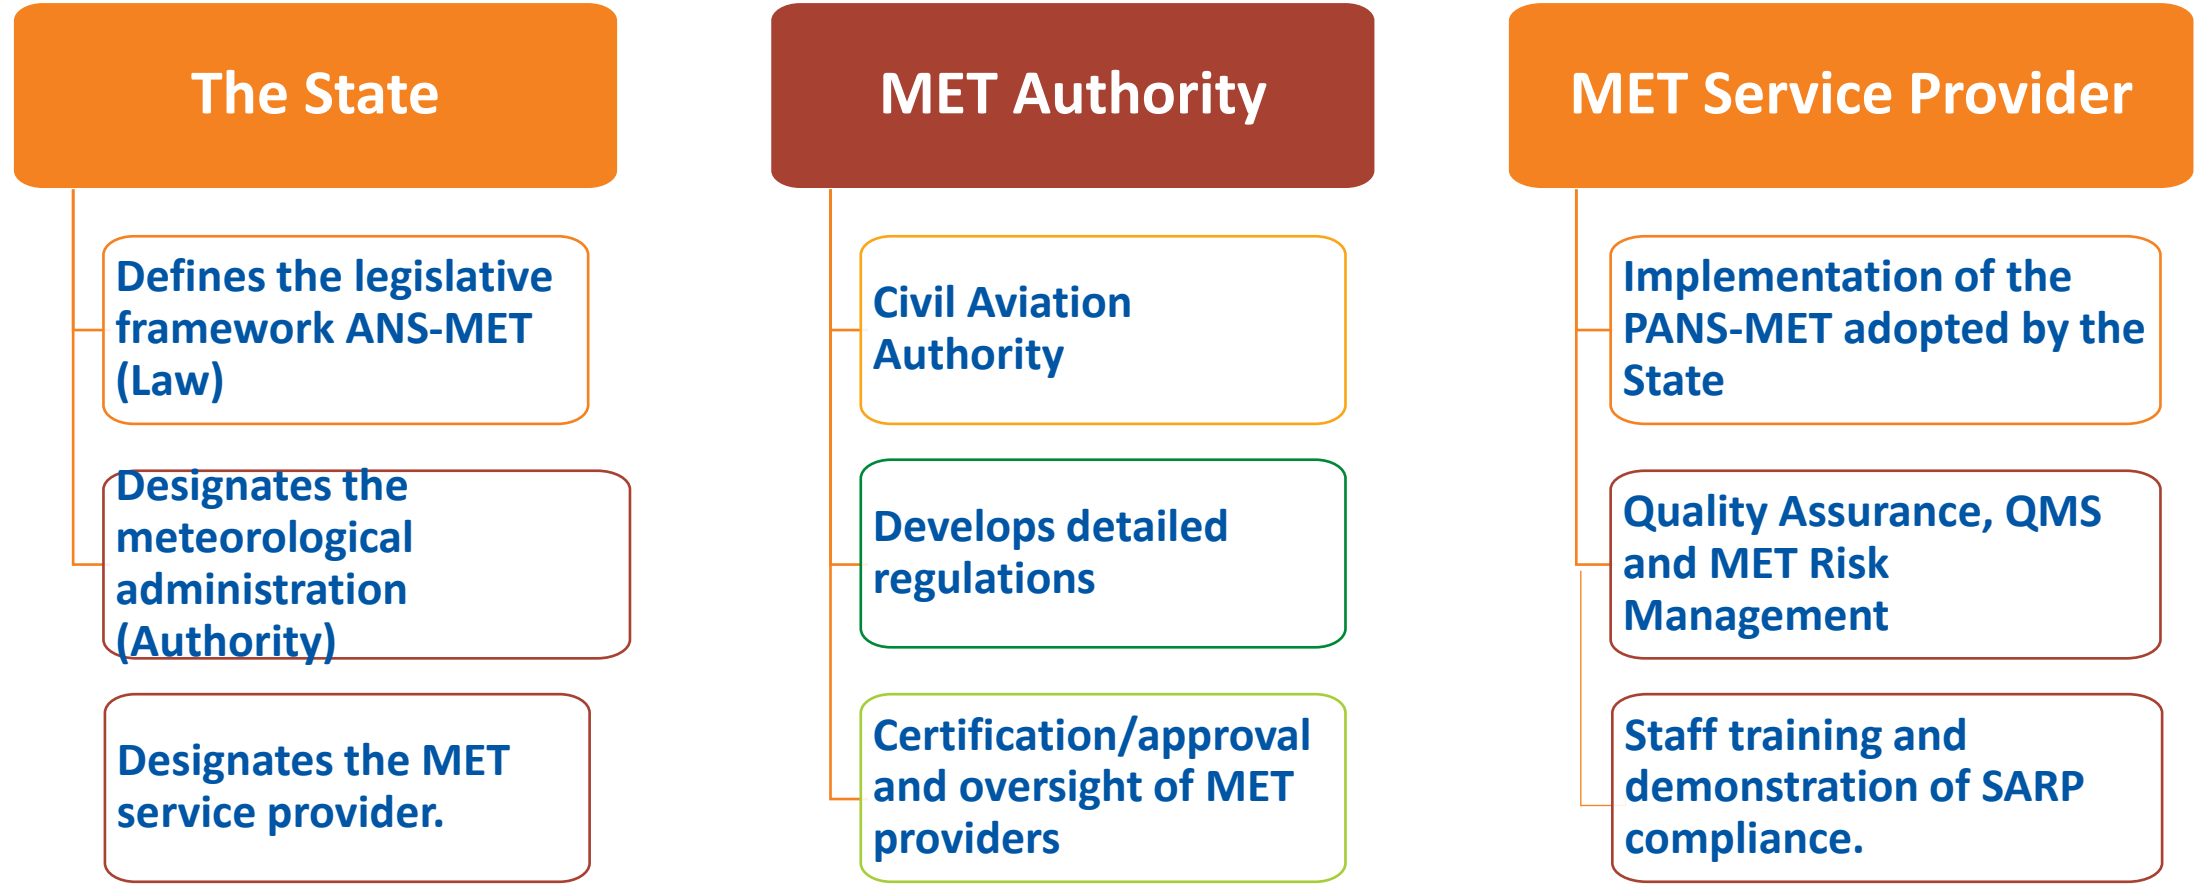 The State
Defines the legislative
framework ANS-MET
(Law)
Designates the
meteorological
administration
(Authority)
Designates the MET
service provider.
MET Authority
Civil Aviation
Authority
Develops detailed
regulations
Certification/approval
and oversight of MET
providers
MET Service Provider
Implementation of the
PANS-MET adopted by the
State
Quality Assurance, QMS
and MET Risk
Management
Staff training and
demonstration of SARP
compliance.